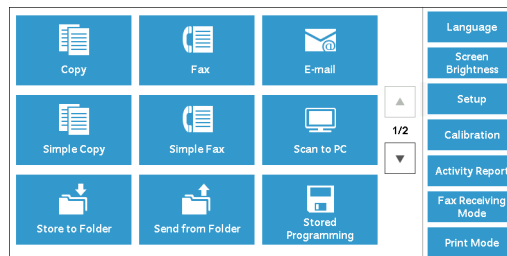 Copy
Fax
E-mail
Simple Copy
Simple Fax
Scan to PC
Store to Folder
Send from Folder
Stored
Programming
1/2
Language
Screen
Brightness
Setup
Calibration
Activity Report
Fax Receiving
Mode
Print Mode